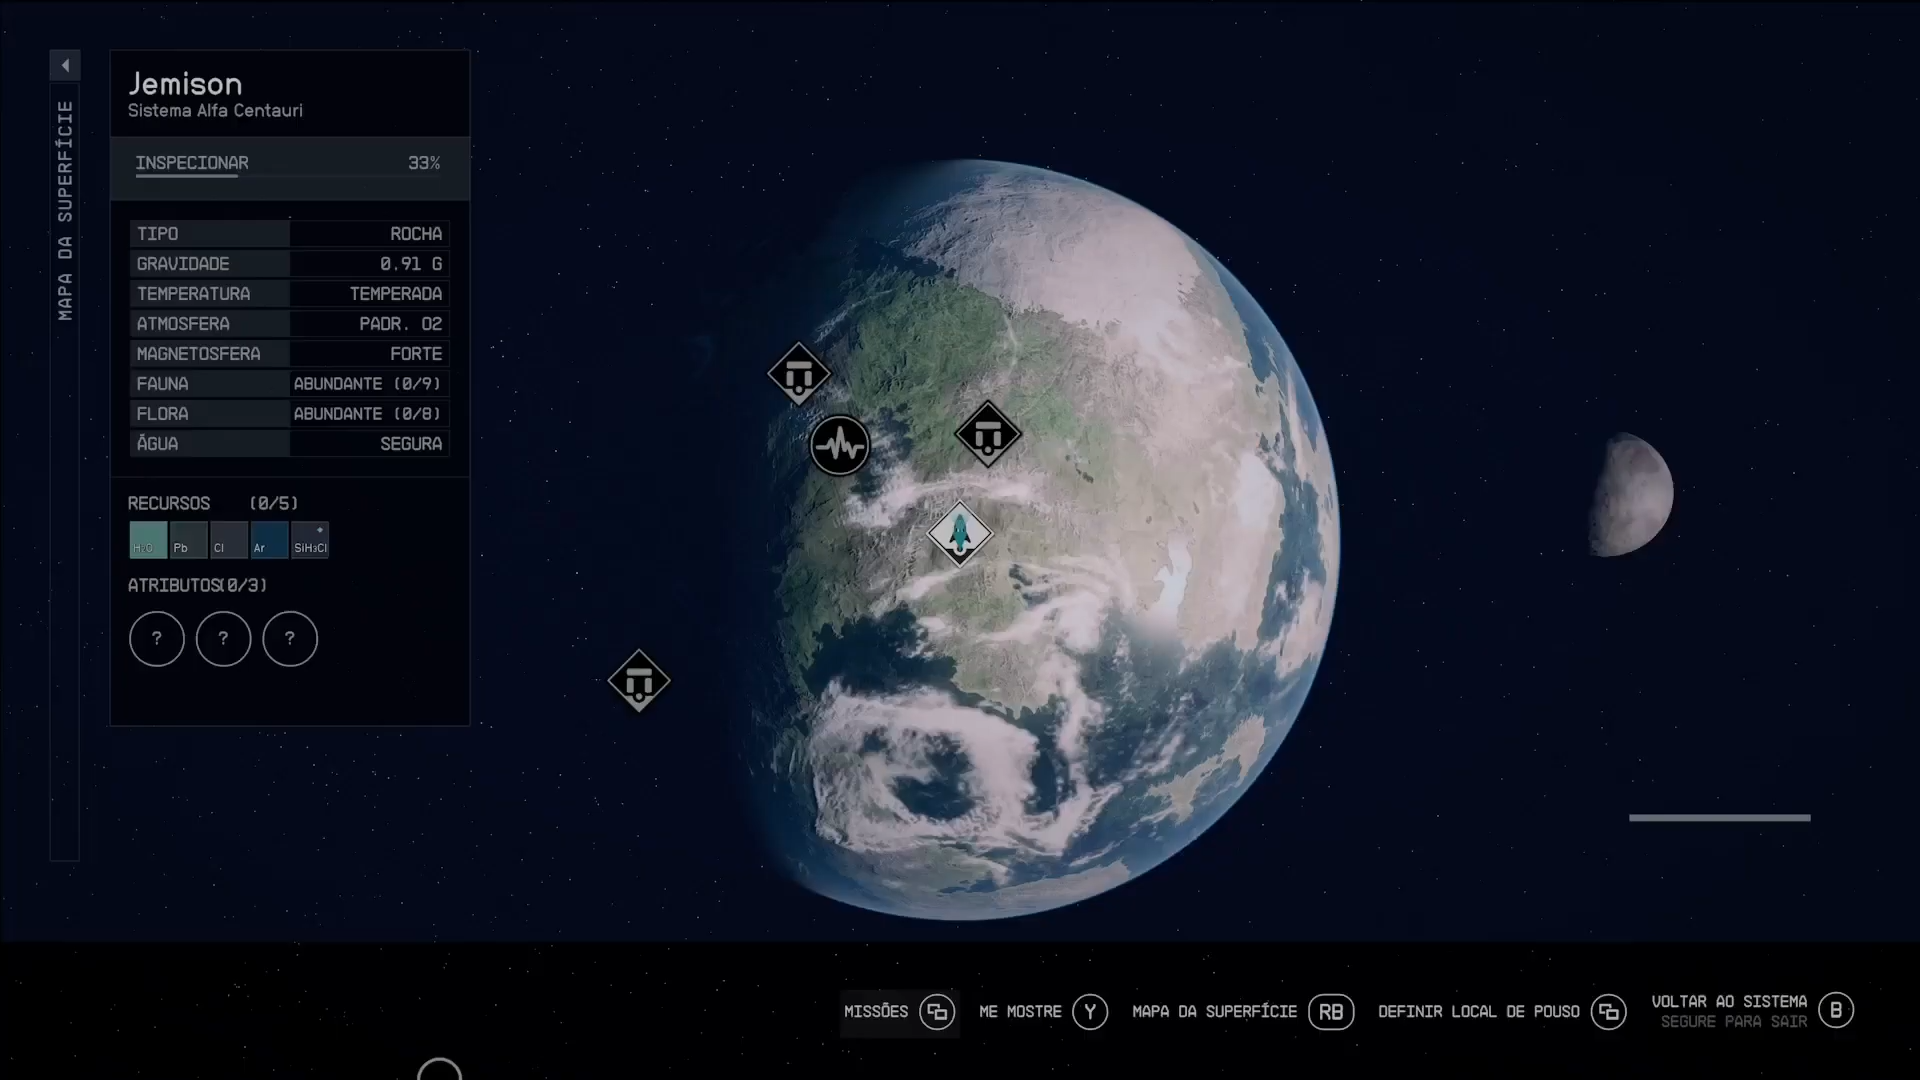 MAPA DA SUPERFÍCIE
Jemison
Sistema Alfa Centauri
INSPECIONAR 33%
TIPO ROCHA
GRAVIDADE 0.91 G
TEMPERATURA TEMPERADA
ATMOSFERA PADR. O2
MAGNETOSFERA FORTE
FAUNA ABUNDANTE (0/9)
FLORA ABUNDANTE (0/8)
ÁGUA SEGURA
RECURSOS (0/5)
H₂O Pb Cl Ar SiH₃Cl
ATRIBUTOS(0/3)
? ? ?
MISSÕES ME MOSTRE Y MAPA DA SUPERFÍCIE RB DEFINIR LOCAL DE POUSO VOLTAR AO SISTEMA B
SEGURE PARA SAIR